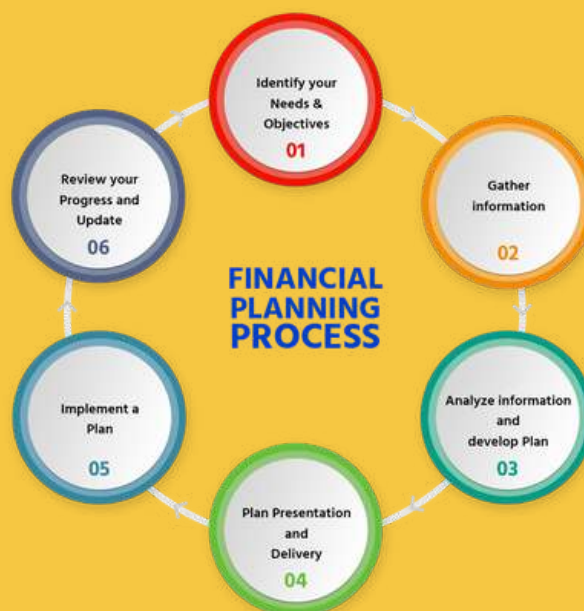 Identify your
Needs &
Objectives
01
Gather
information
02
Analyze information
and
develop Plan
03
Plan Presentation
and
Delivery
04
Implement a
Plan
05
Review your
Progress and
Update
06
FINANCIAL
PLANNING
PROCESS